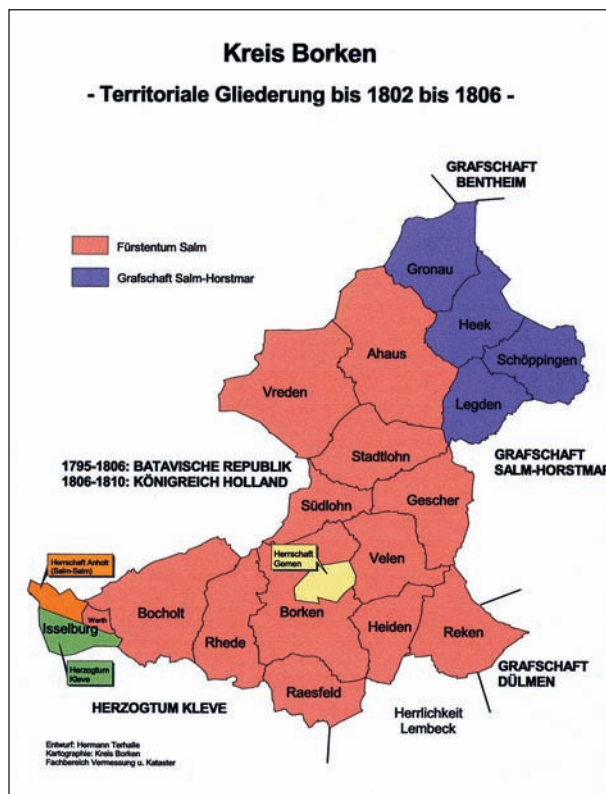 Kreis Borken
- Territoriale Gliederung bis 1802 bis 1806 -
GRAFSCHAFT
BENTHEIM
Fürstentum Salm
Grafschaft Salm-Horstmar
Gronau
Heek
Ahaus
Schöppingen
Vreden
Legden
Stadtlohn
GRAFSCHAFT
SALM-HORSTMAR
1795-1806: BATAVISCHE REPUBLIK
1806-1810: KÖNIGREICH HOLLAND
Gescher
Südlohn
Herrschaft
Gemen
Velen
Herrschaft Anholt
(Salm-Salm)
Werth
Isselburg
Bocholt
Rhede
Borken
Heiden
Reken
Herzogtum
Kleve
GRAFSCHAFT
DÜLMEN
Raesfeld
HERZOGTUM KLEVE
Herrlichkeit
Lembeck
Entwurf: Hermann Terhalle
Kartographie: Kreis Borken
Fachbereich Vermessung u. Kataster